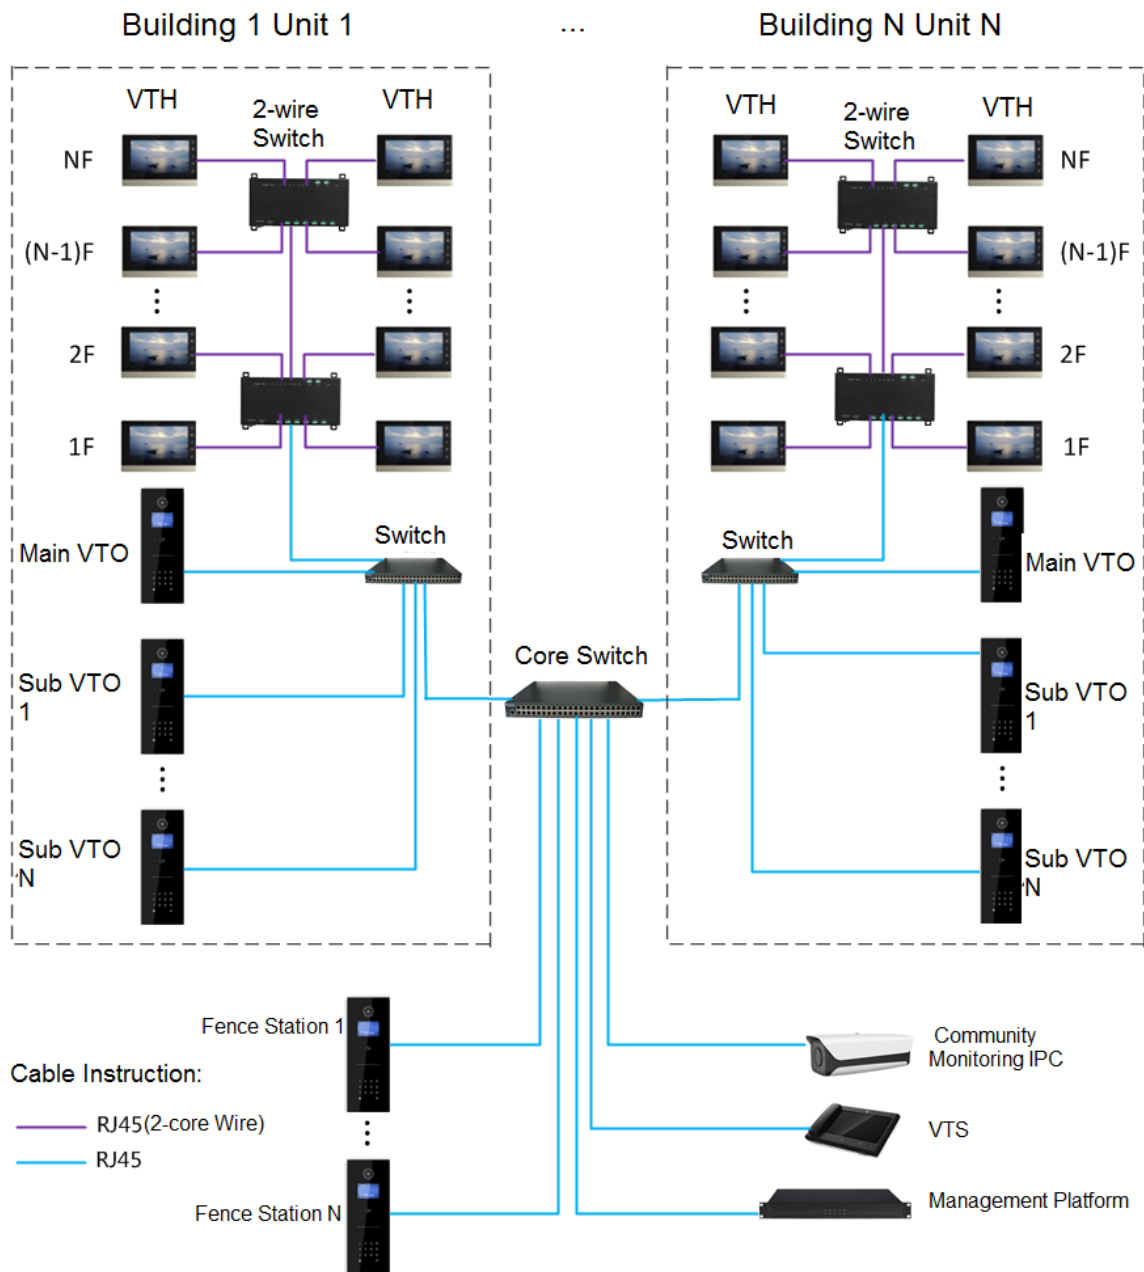 Building 1 Unit 1
...
Building N Unit N
VTH
2-wire
Switch
VTH
NF
(N-1)F
2F
1F
Main VTO
Switch
Sub VTO
1
Sub VTO
N
VTH
2-wire
Switch
VTH
NF
(N-1)F
2F
1F
Switch
Main VTO
Sub VTO
1
Sub VTO
N
Core Switch
Fence Station 1
Fence Station N
Community
Monitoring IPC
VTS
Management Platform
Cable Instruction:
RJ45(2-core Wire)
RJ45